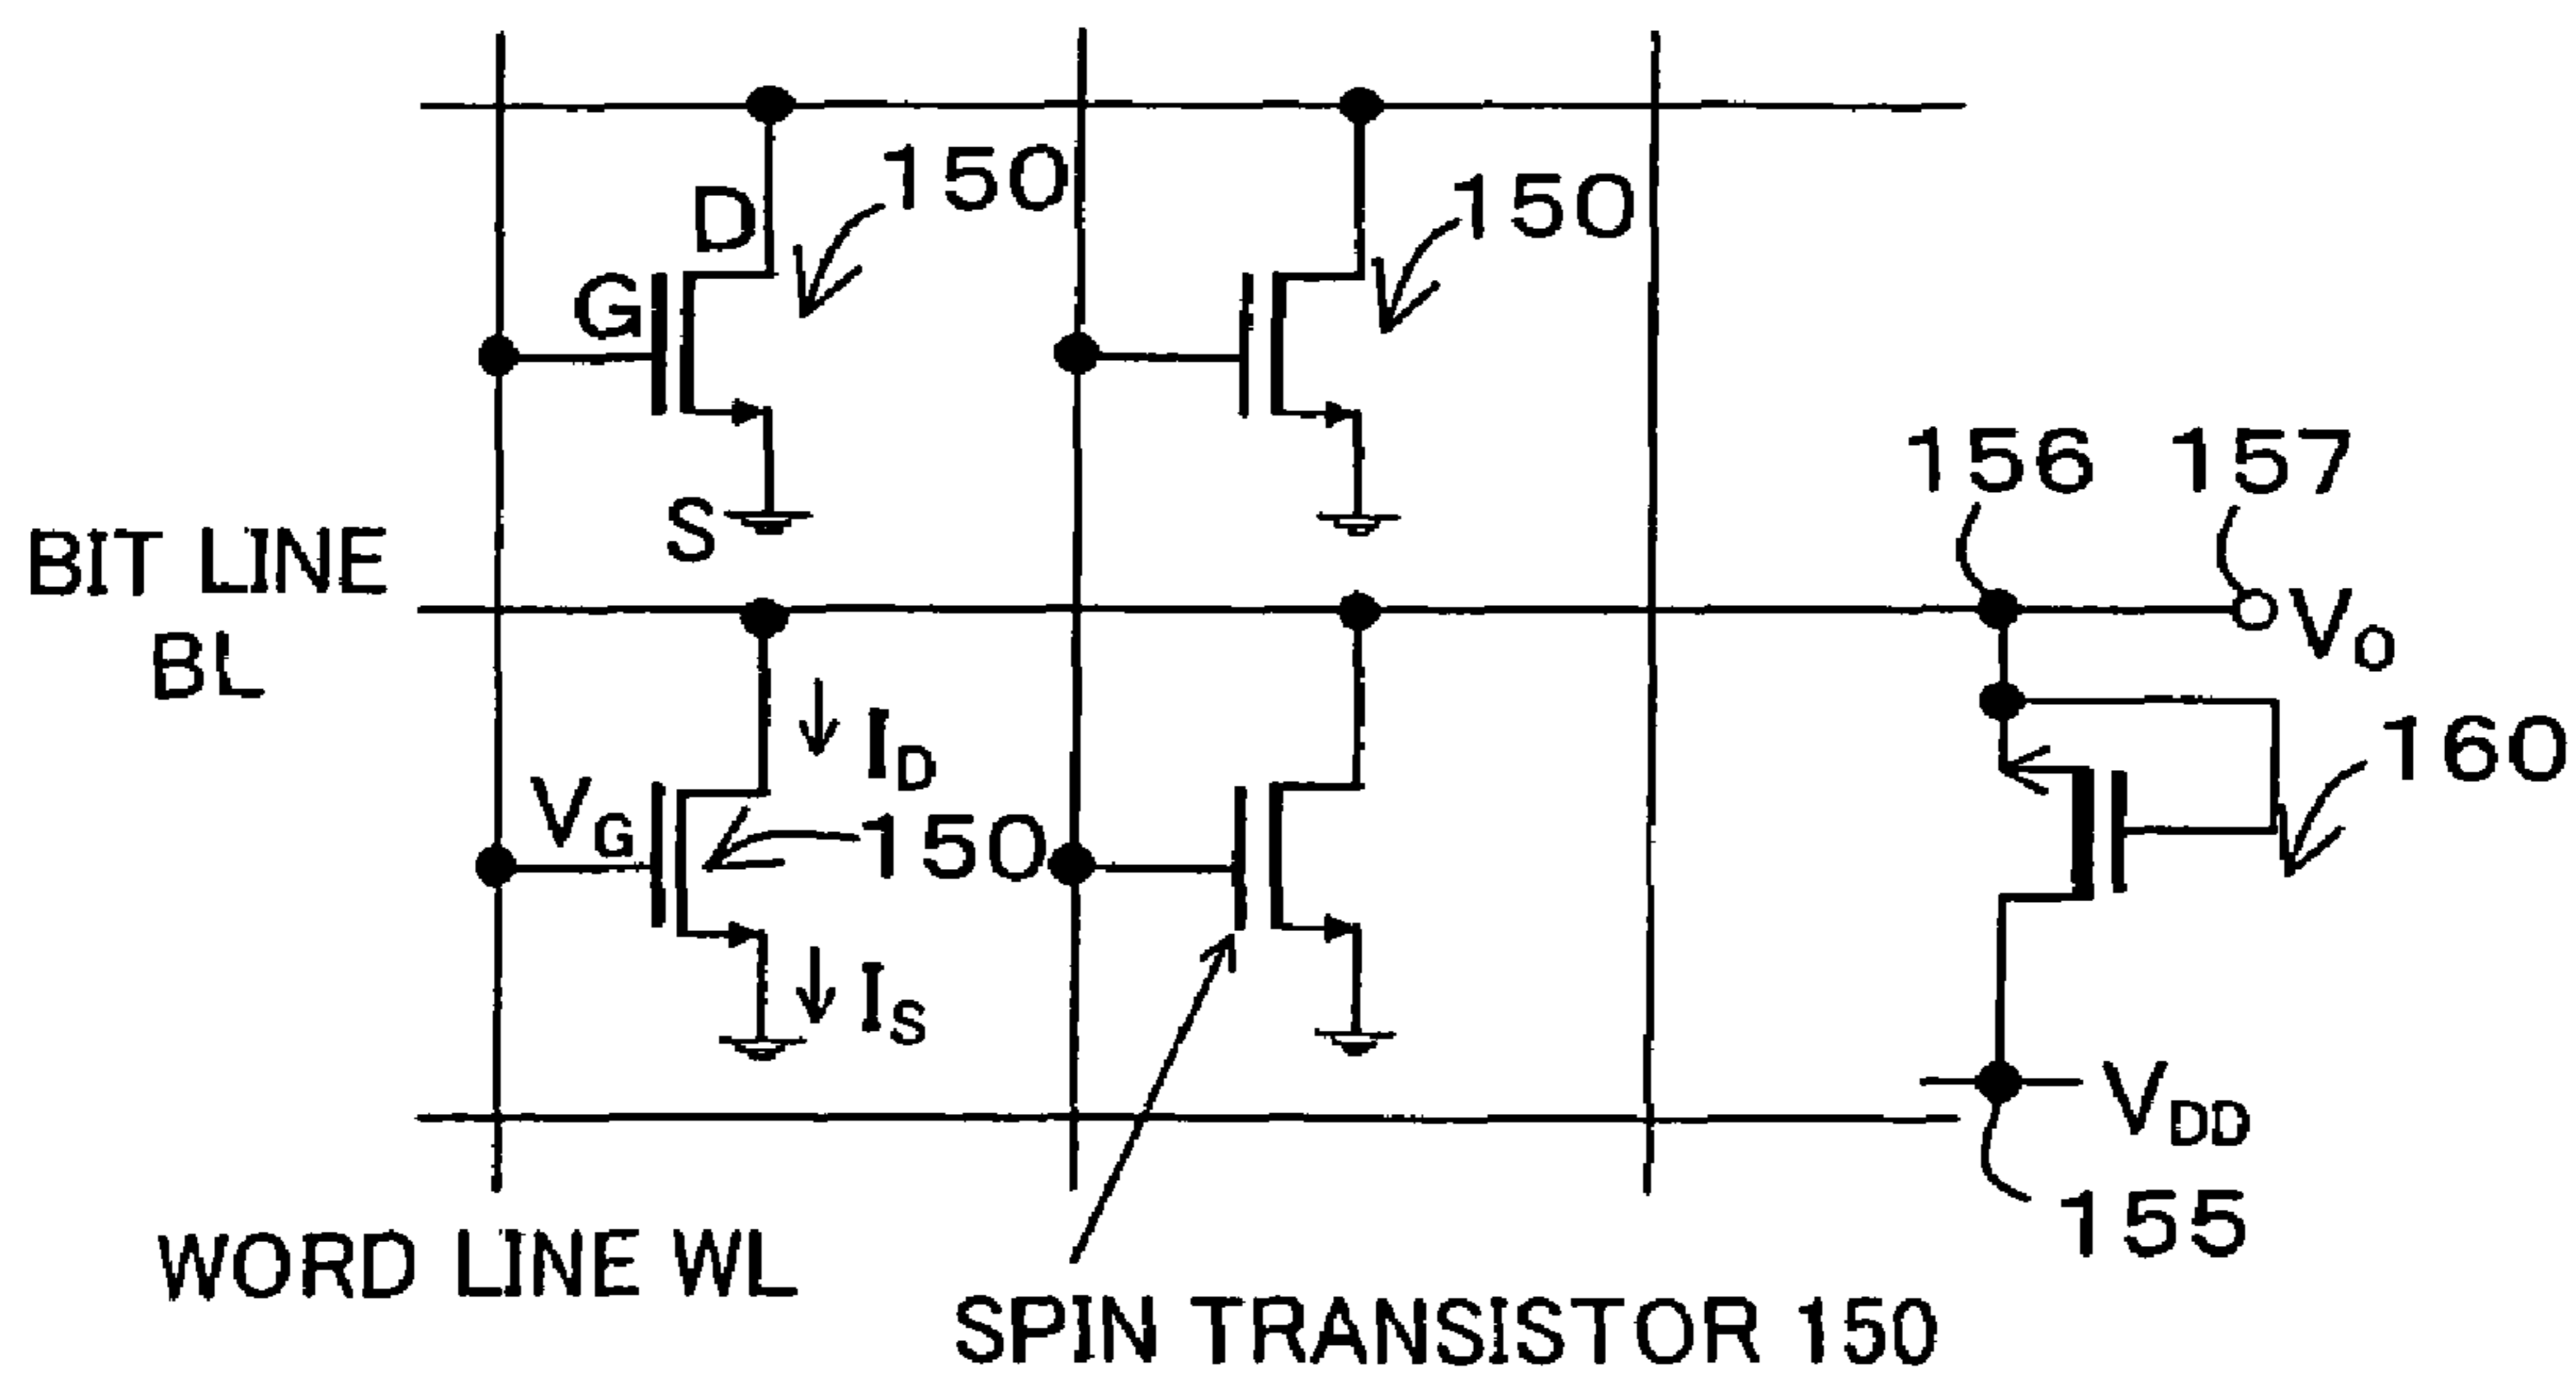 150
150
D
G
S
156 157
BIT LINE
BL
VO
ID
160
VG
150
IS
VDD
155
WORD LINE WL
SPIN TRANSISTOR 150